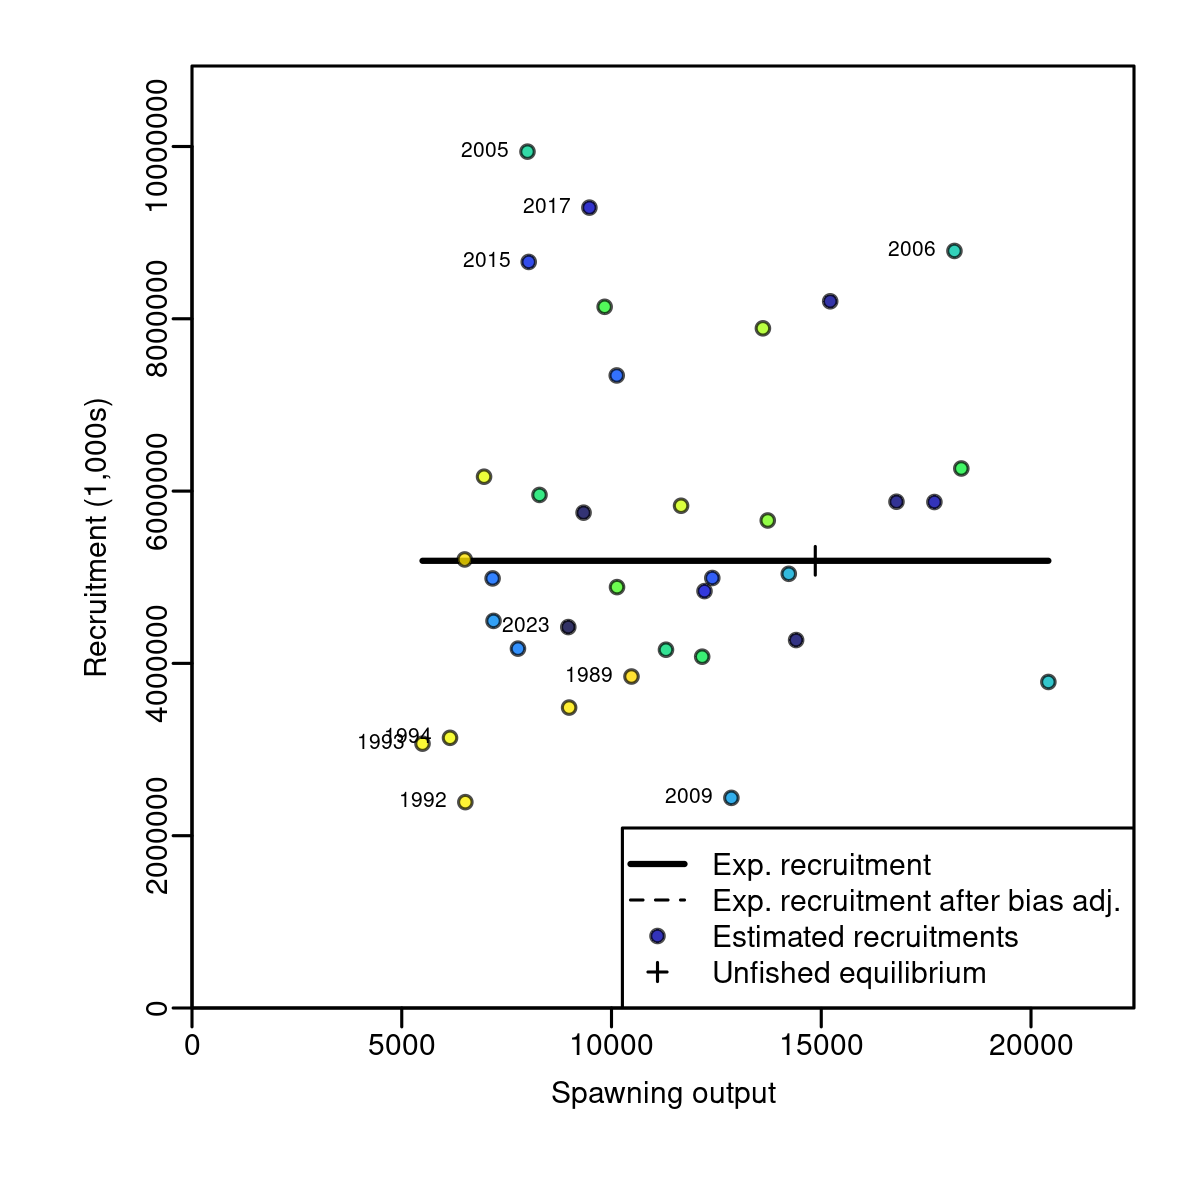 10000000
8000000
6000000
4000000
2000000
0
Recruitment (1,000s)
2005
2017
2015
2006
2023
1989
1994
1993
1992
2009
Exp. recruitment
Exp. recruitment after bias adj.
Estimated recruitments
Unfished equilibrium
0 5000 10000 15000 20000
Spawning output